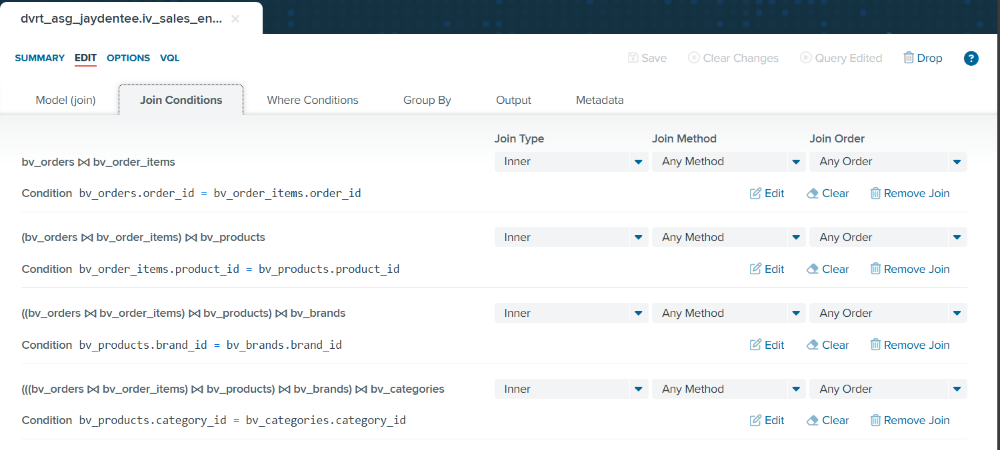 dvrt_asg_jaydentee.iv_sales_en...
SUMMARY EDIT OPTIONS VQL Save Clear Changes Query Edited Drop ?
Model (join) Join Conditions Where Conditions Group By Output Metadata
Join Type Join Method Join Order
bv_orders ⋈ bv_order_items Inner Any Method Any Order
Condition bv_orders.order_id = bv_order_items.order_id Edit Clear Remove Join
(bv_orders ⋈ bv_order_items) ⋈ bv_products Inner Any Method Any Order
Condition bv_order_items.product_id = bv_products.product_id Edit Clear Remove Join
((bv_orders ⋈ bv_order_items) ⋈ bv_products) ⋈ bv_brands Inner Any Method Any Order
Condition bv_products.brand_id = bv_brands.brand_id Edit Clear Remove Join
(((bv_orders ⋈ bv_order_items) ⋈ bv_products) ⋈ bv_brands) ⋈ bv_categories Inner Any Method Any Order
Condition bv_products.category_id = bv_categories.category_id Edit Clear Remove Join